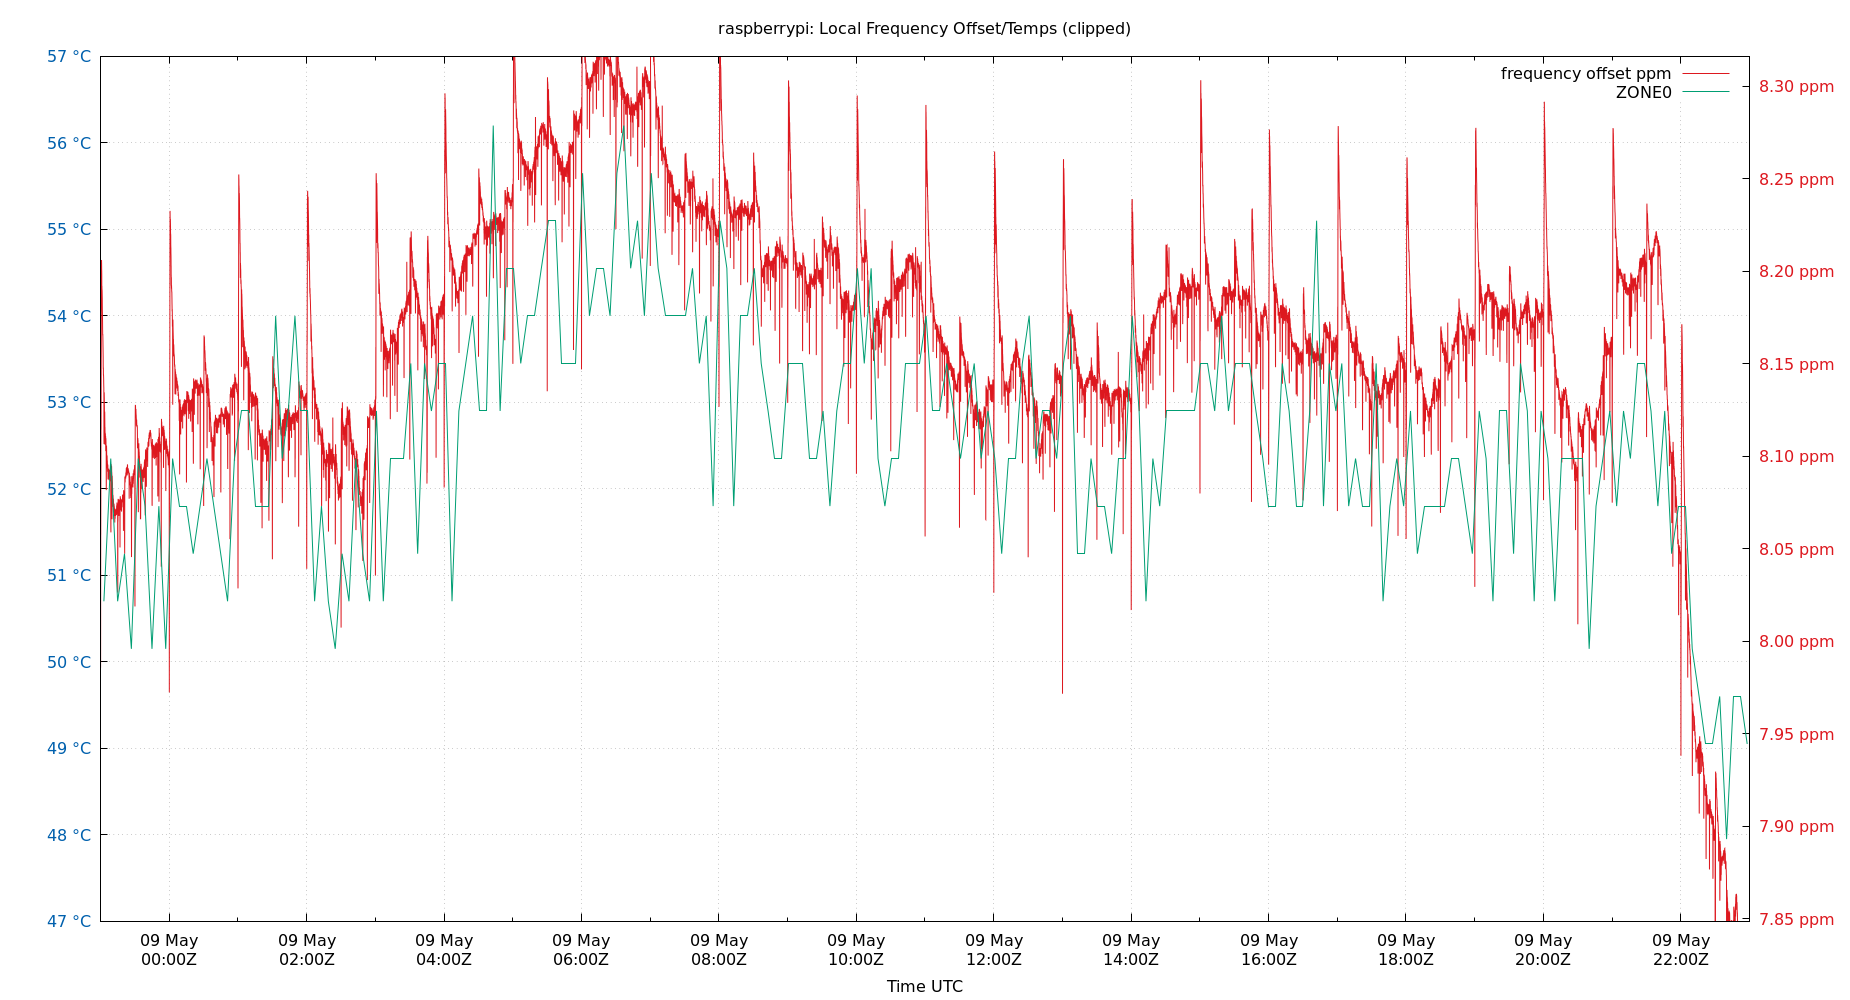 raspberrypi: Local Frequency Offset/Temps (clipped)
frequency offset ppm
ZONE0
57 °C
56 °C
55 °C
54 °C
53 °C
52 °C
51 °C
50 °C
49 °C
48 °C
47 °C
8.30 ppm
8.25 ppm
8.20 ppm
8.15 ppm
8.10 ppm
8.05 ppm
8.00 ppm
7.95 ppm
7.90 ppm
7.85 ppm
09 May 09 May 09 May 09 May 09 May 09 May 09 May 09 May 09 May 09 May 09 May 09 May
00:00Z 02:00Z 04:00Z 06:00Z 08:00Z 10:00Z 12:00Z 14:00Z 16:00Z 18:00Z 20:00Z 22:00Z
Time UTC